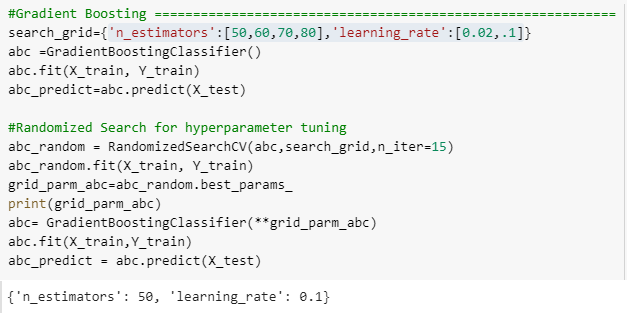 #Gradient Boosting =========================================================
search_grid={'n_estimators':[50,60,70,80],'learning_rate':[0.02,.1]}
abc =GradientBoostingClassifier()
abc.fit(X_train, Y_train)
abc_predict=abc.predict(X_test)
#Randomized Search for hyperparameter tuning
abc_random = RandomizedSearchCV(abc,search_grid,n_iter=15)
abc_random.fit(X_train, Y_train)
grid_parm_abc=abc_random.best_params_
print(grid_parm_abc)
abc= GradientBoostingClassifier(**grid_parm_abc)
abc.fit(X_train,Y_train)
abc_predict = abc.predict(X_test)
{'n_estimators': 50, 'learning_rate': 0.1}